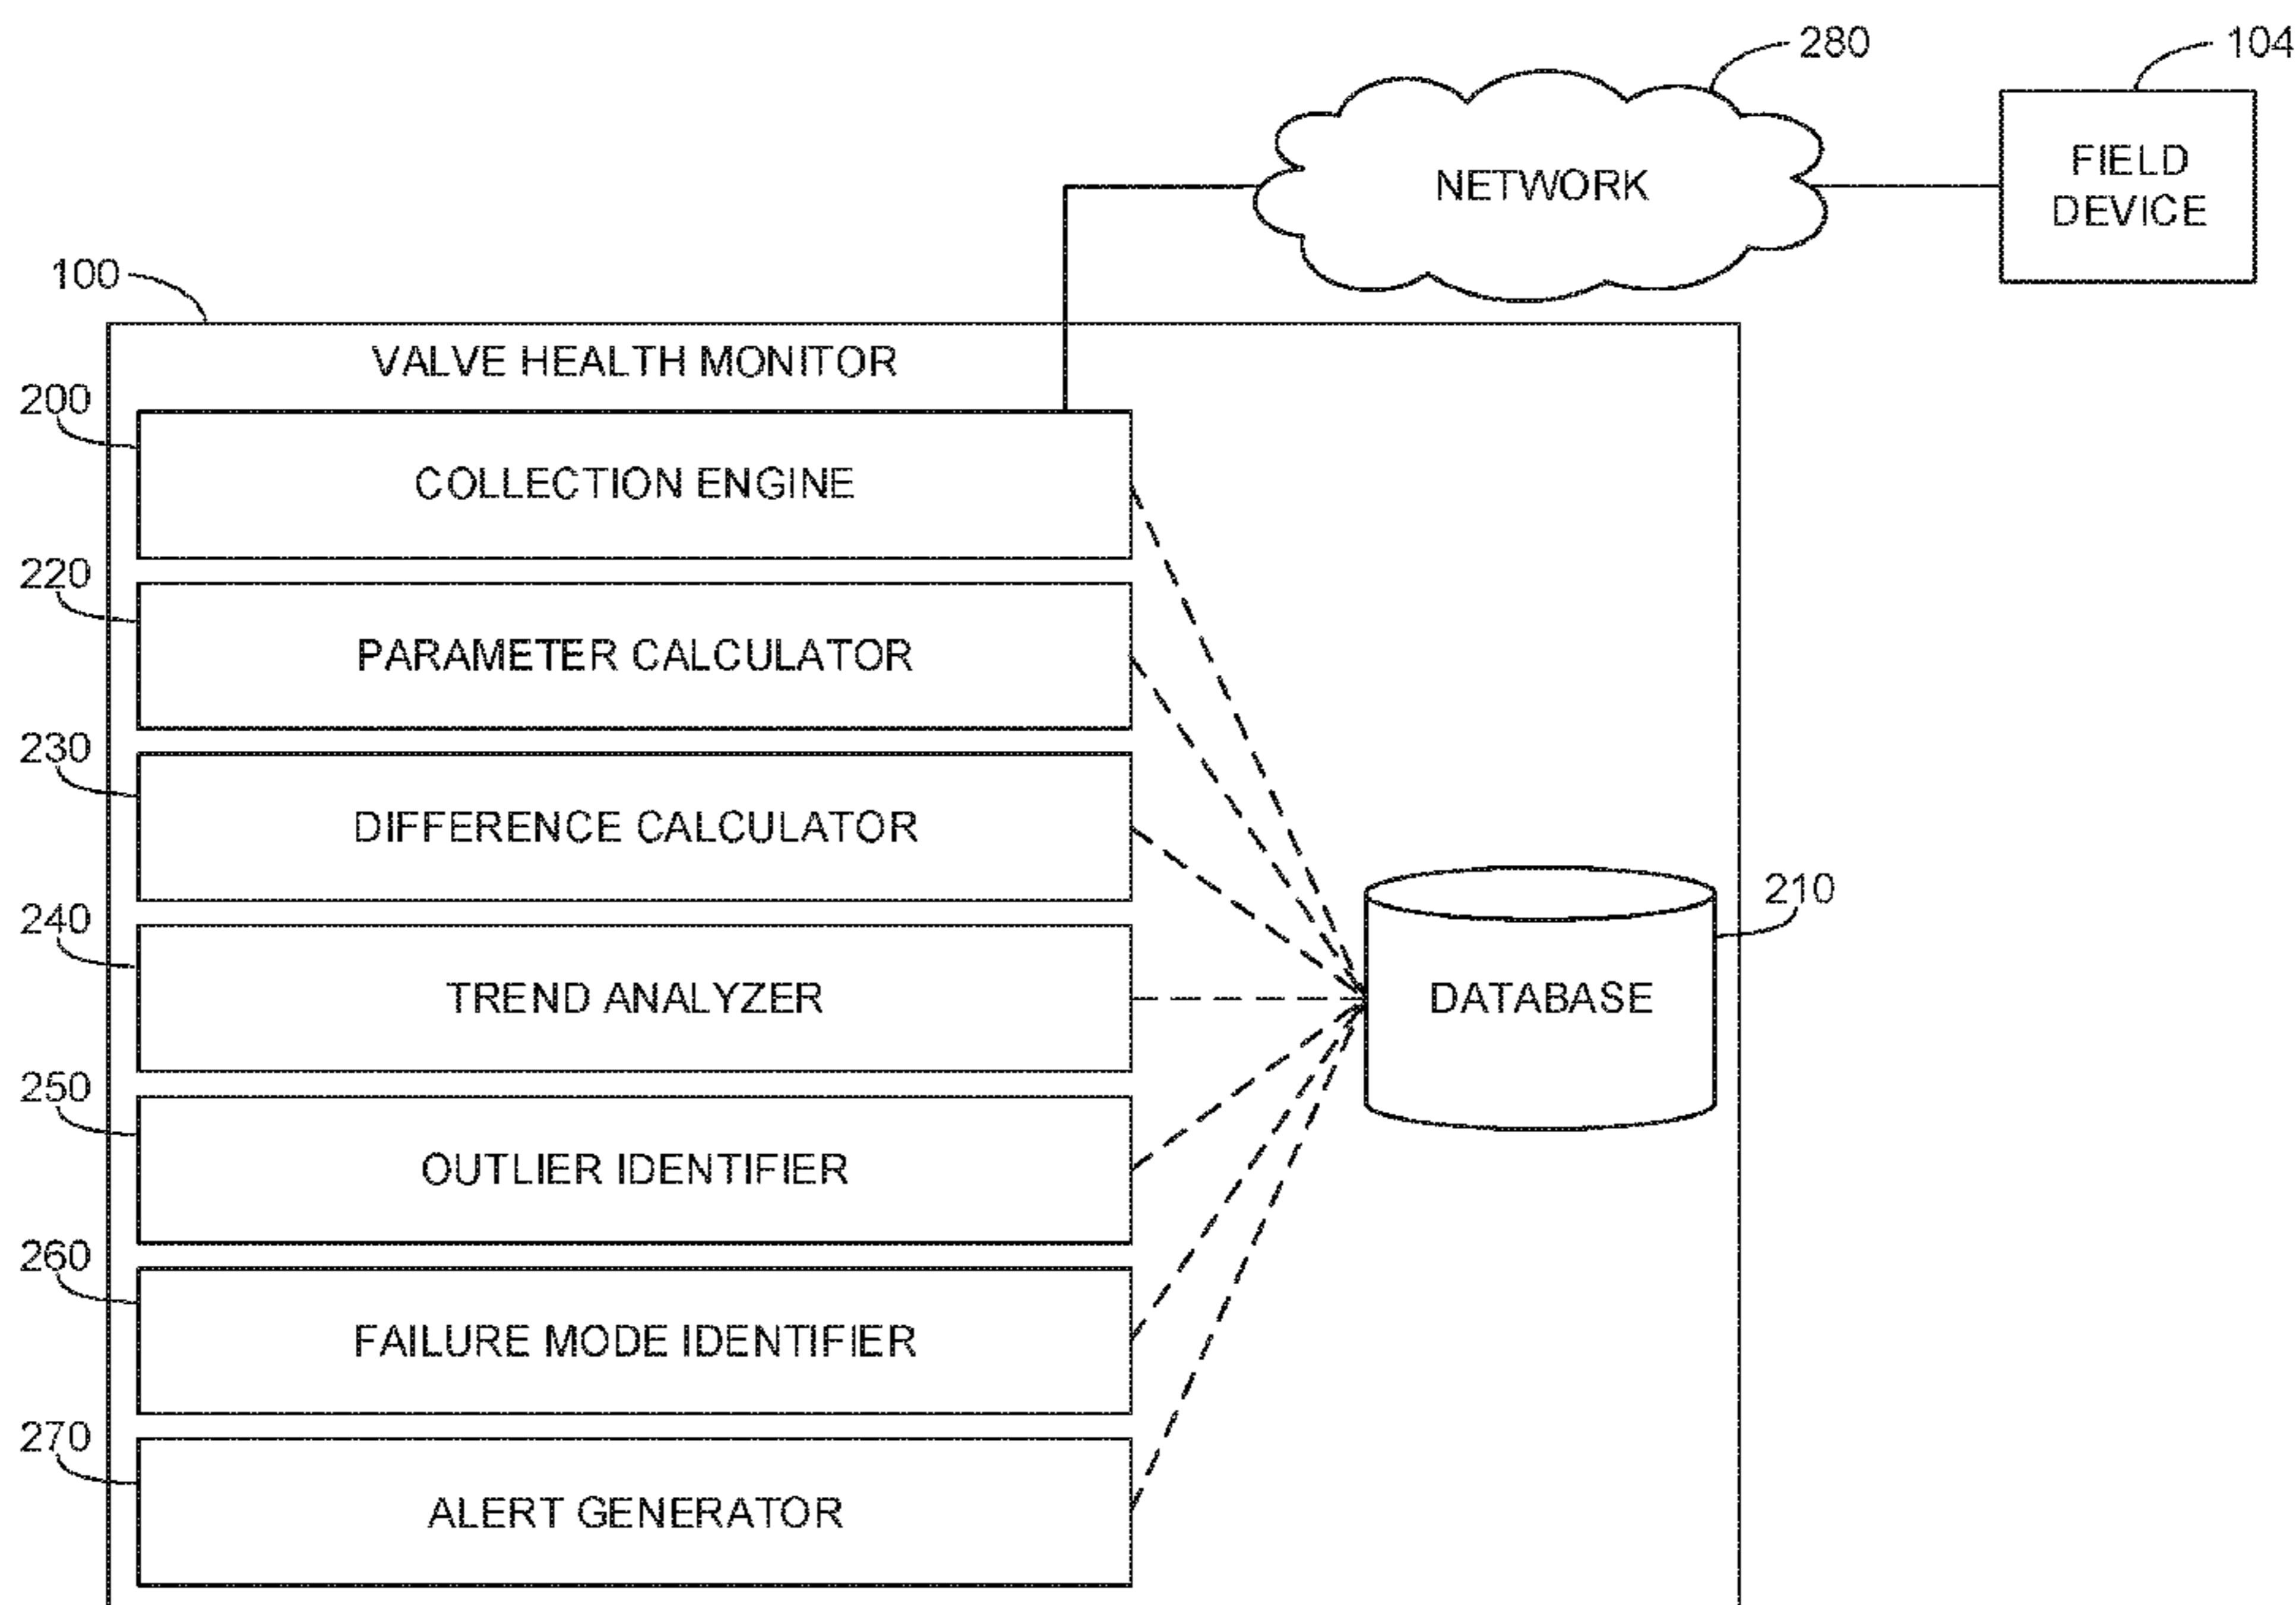 280
104
NETWORK
FIELD
DEVICE
100
VALVE HEALTH MONITOR
200
COLLECTION ENGINE
220
PARAMETER CALCULATOR
230
DIFFERENCE CALCULATOR
210
240
TREND ANALYZER
DATABASE
250
OUTLIER IDENTIFIER
260
FAILURE MODE IDENTIFIER
270
ALERT GENERATOR